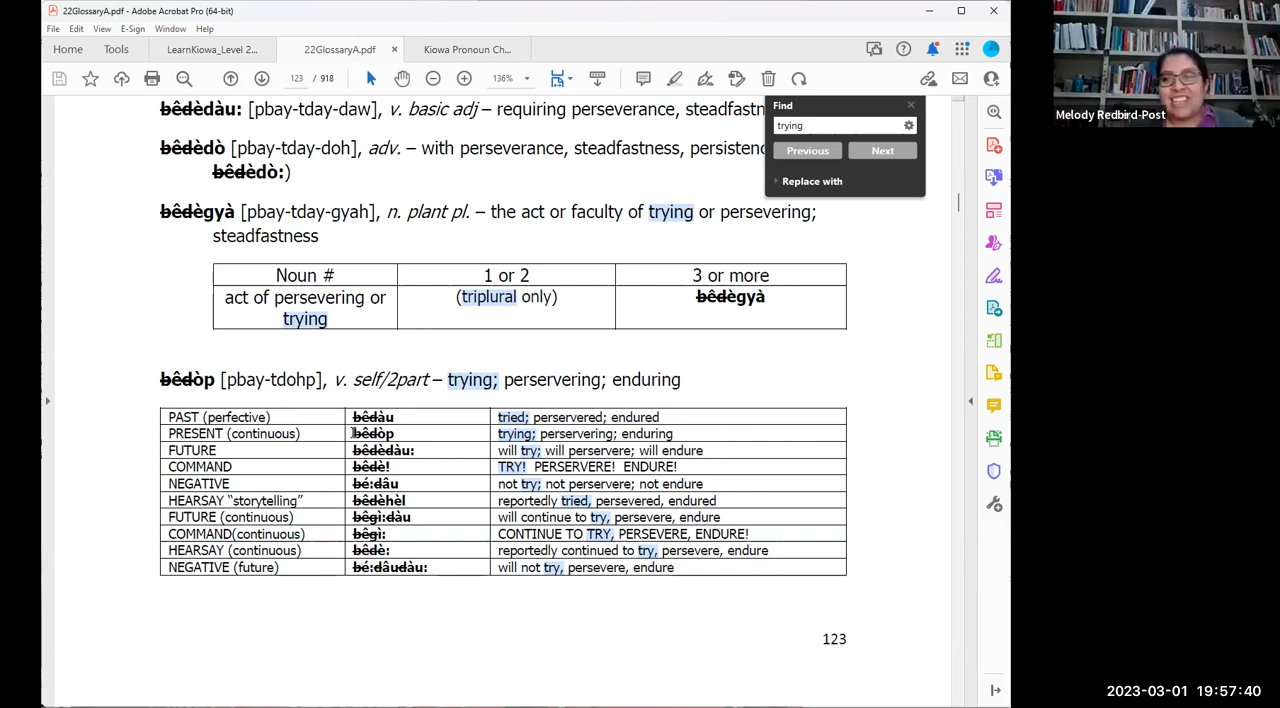 22GlossaryA.pdf - Adobe Acrobat Pro (64-bit)
File Edit View E-Sign Window Help
Home Tools LearnKiowa_Level 2... 22GlossaryA.pdf × Kiowa Pronoun Ch...
123 / 918 136%
bêdèdàu: [pbay-tday-daw], v. basic adj – requiring perseverance, steadfastn
bêdèdò [pbay-tday-doh], adv. – with perseverance, steadfastness, persistenc
bêdèdò:)
bêdègyà [pbay-tday-gyah], n. plant pl. – the act or faculty of trying or persevering;
steadfastness
Noun # 1 or 2 3 or more
act of persevering or (triplural only) bêdègyà
trying
bêdòp [pbay-tdohp], v. self/2part – trying; perservering; enduring
PAST (perfective) bêdàu tried; perservered; endured
PRESENT (continuous) bêdòp trying; perservering; enduring
FUTURE bêdèdàu: will try; will perservere; will endure
COMMAND bêdè! TRY! PERSERVERE! ENDURE!
NEGATIVE bé:dâu not try; not perservere; not endure
HEARSAY “storytelling” bêdèhèl reportedly tried, persevered, endured
FUTURE (continuous) bêgì:dàu will continue to try, persevere, endure
COMMAND(continuous) bêgì: CONTINUE TO TRY, PERSEVERE, ENDURE!
HEARSAY (continuous) bêdè: reportedly continued to try, persevere, endure
NEGATIVE (future) bé:dâudàu: will not try, persevere, endure
123
Find
trying
Previous Next
Replace with
Melody Redbird-Post
2023-03-01 19:57:40